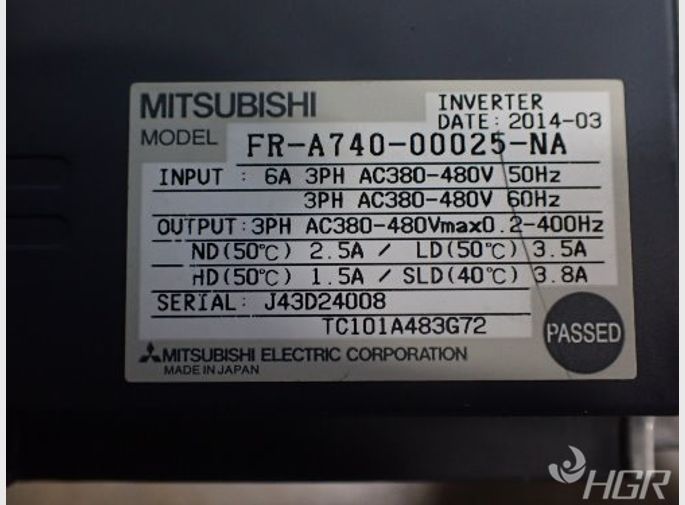 MITSUBISHI
INVERTER
DATE: 2014-03
MODEL FR-A740-00025-NA
INPUT : 6A 3PH AC380-480V 50Hz
3PH AC380-480V 60Hz
OUTPUT:3PH AC380-480Vmax0.2-400Hz
ND(50℃) 2.5A / LD(50℃) 3.5A
HD(50℃) 1.5A / SLD(40℃) 3.8A
SERIAL: J43D24008
TC101A483G72
PASSED
MITSUBISHI ELECTRIC CORPORATION
MADE IN JAPAN
HGR